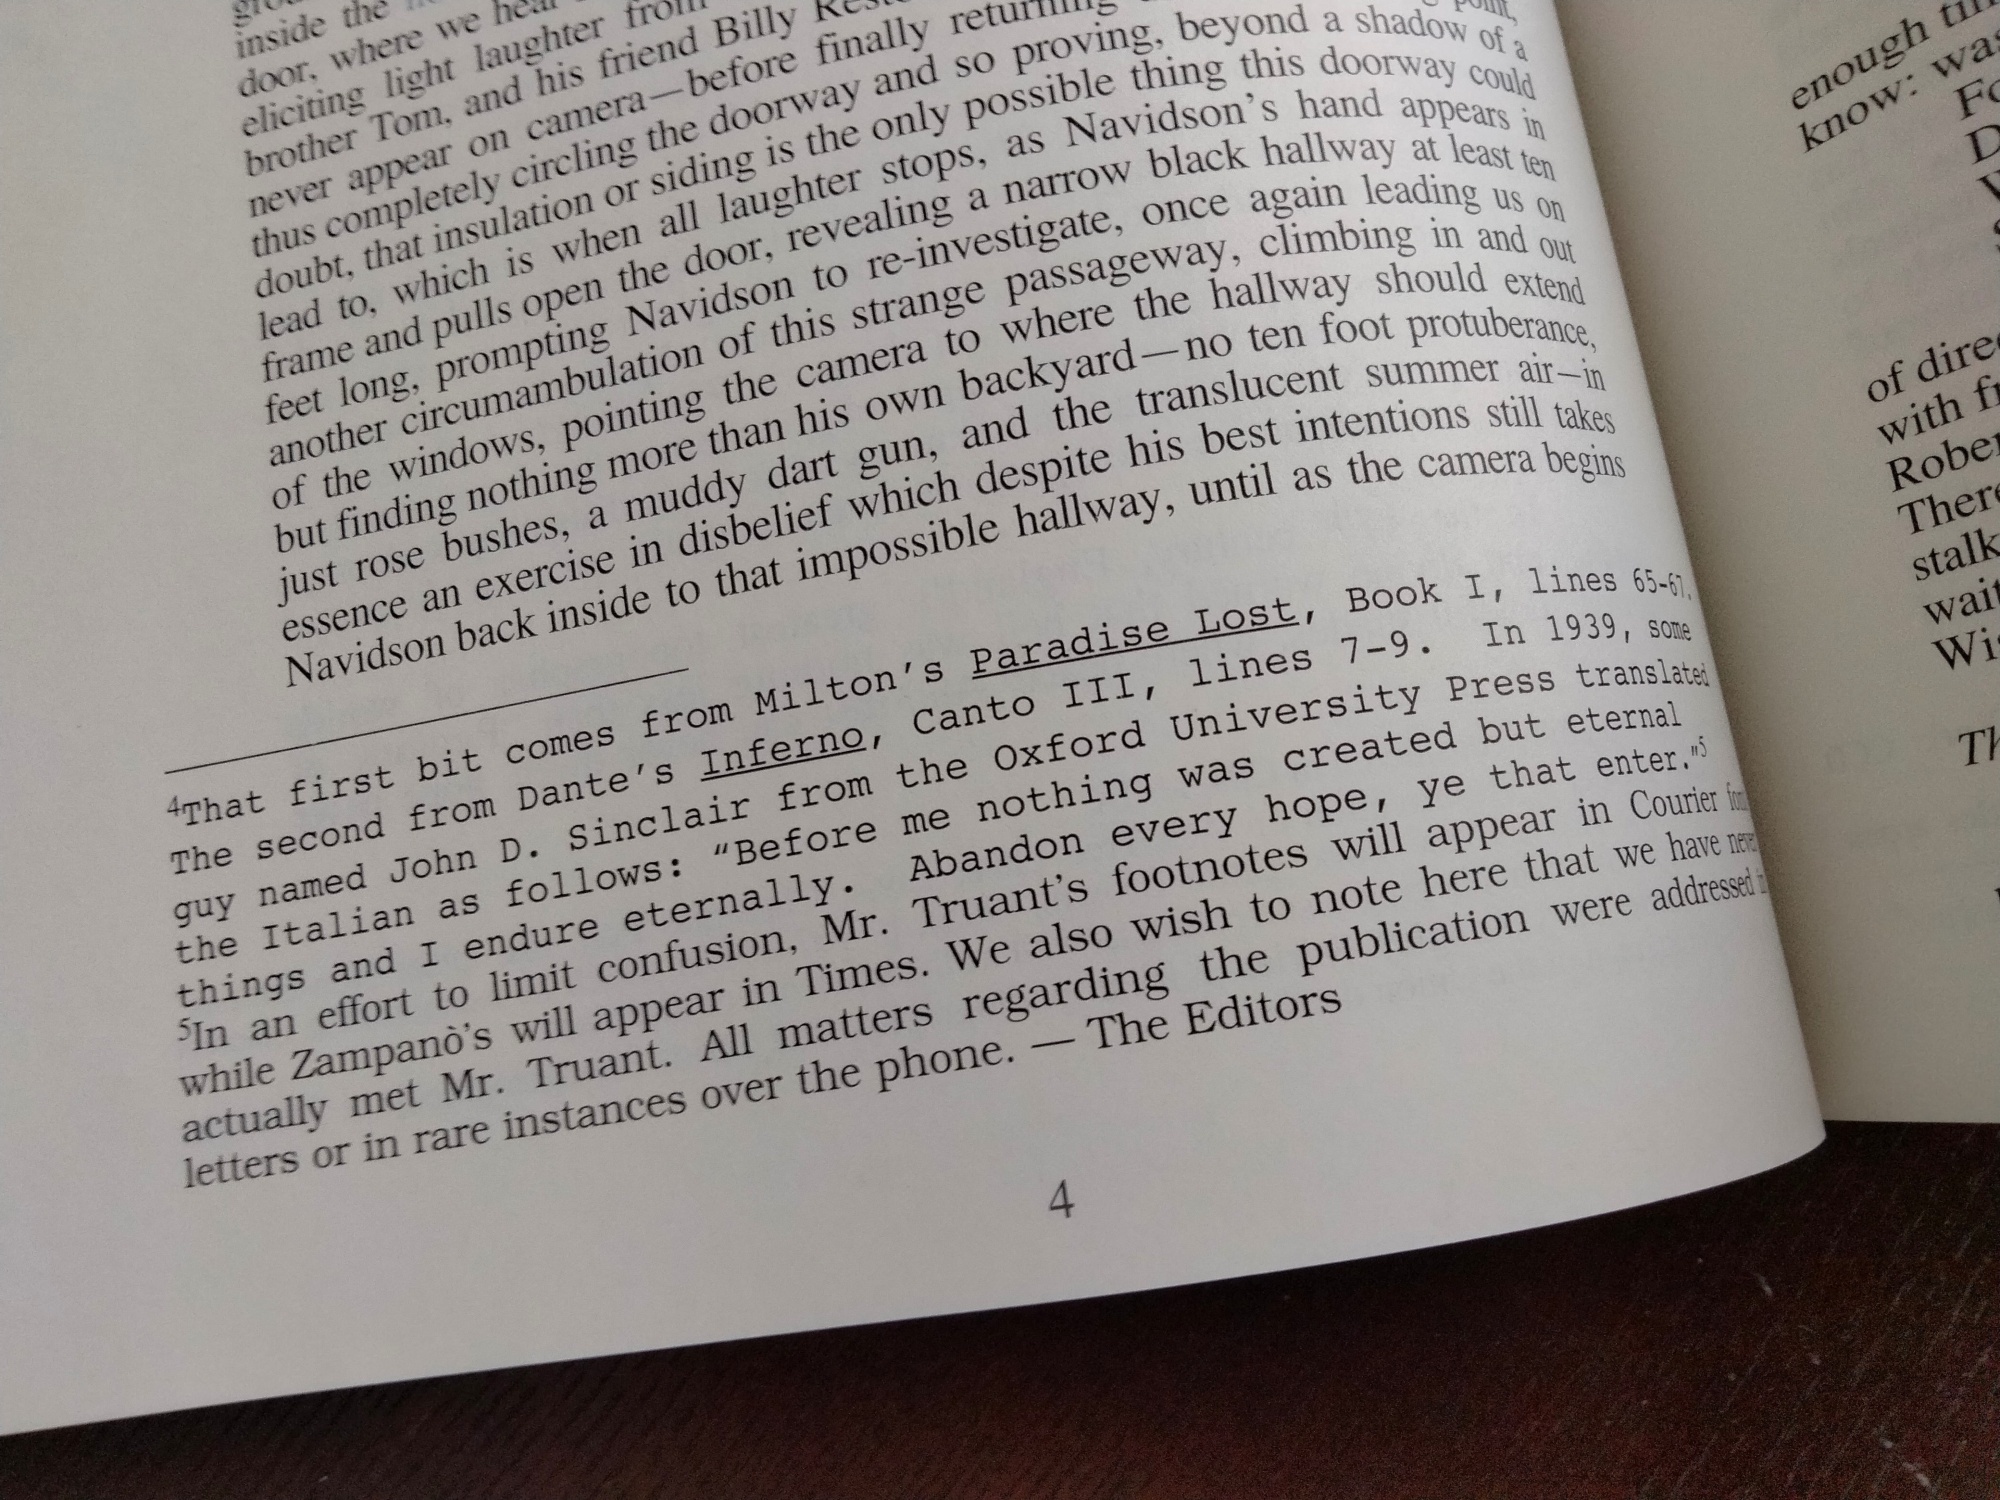 inside the
door, where we hear
eliciting light laughter from
brother Tom, and his friend Billy
never appear on camera—before finally returning
thus completely circling the doorway and so proving, beyond a shadow of a
doubt, that insulation or siding is the only possible thing this doorway could
lead to, which is when all laughter stops, as Navidson's hand appears in
frame and pulls open the door, revealing a narrow black hallway at least ten
feet long, prompting Navidson to re-investigate, once again leading us on
another circumambulation of this strange passageway, climbing in and out
of the windows, pointing the camera to where the hallway should extend
but finding nothing more than his own backyard—no ten foot protuberance,
just rose bushes, a muddy dart gun, and the translucent summer air—in
essence an exercise in disbelief which despite his best intentions still takes
Navidson back inside to that impossible hallway, until as the camera begins
⁴That first bit comes from Milton's Paradise Lost, Book I, lines 65-67.
The second from Dante's Inferno, Canto III, lines 7-9. In 1939, some
guy named John D. Sinclair from the Oxford University Press translated
the Italian as follows: "Before me nothing was created but eternal
things and I endure eternally. Abandon every hope, ye that enter."⁵
⁵In an effort to limit confusion, Mr. Truant's footnotes will appear in Courier font
while Zampanò's will appear in Times. We also wish to note here that we have never
actually met Mr. Truant. All matters regarding the publication were addressed in
letters or in rare instances over the phone. — The Editors
4
enough
know: was
of
with
There